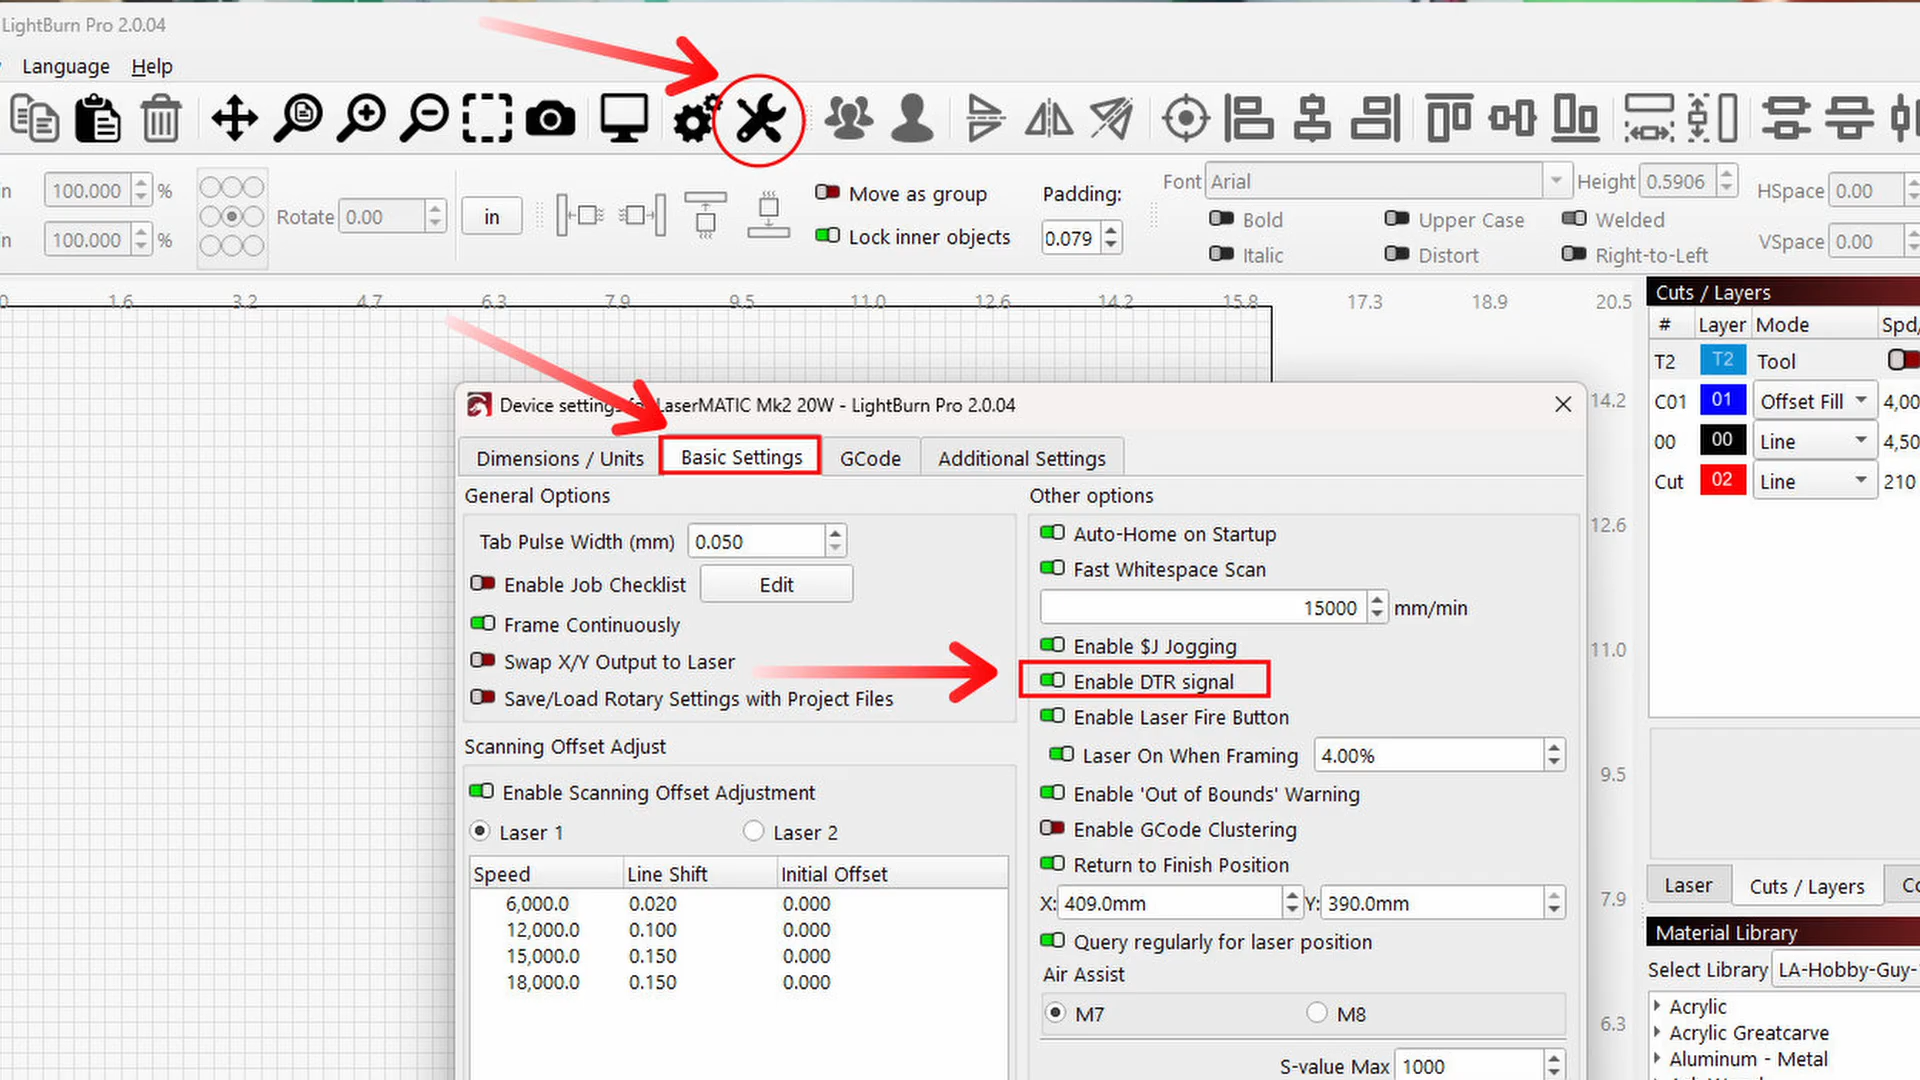 LightBurn Pro 2.0.04
Language Help
100.000 %
100.000 %
Rotate 0.00
in
Move as group
Lock inner objects
Padding:
0.079
Font Arial
Height 0.5906
HSpace 0.00
Bold Upper Case Welded
VSpace 0.00
Italic Distort Right-to-Left
1.6 3.2 4.7 6.3 7.9 9.5 11.0 12.6 14.2 15.8 17.3 18.9 20.5
14.2
12.6
11.0
9.5
7.9
6.3
Device settings LaserMATIC Mk2 20W - LightBurn Pro 2.0.04
Dimensions / Units Basic Settings GCode Additional Settings
General Options
Tab Pulse Width (mm) 0.050
Enable Job Checklist Edit
Frame Continuously
Swap X/Y Output to Laser
Save/Load Rotary Settings with Project Files
Scanning Offset Adjust
Enable Scanning Offset Adjustment
Laser 1 Laser 2
Speed Line Shift Initial Offset
6,000.0 0.020 0.000
12,000.0 0.100 0.000
15,000.0 0.150 0.000
18,000.0 0.150 0.000
Other options
Auto-Home on Startup
Fast Whitespace Scan
15000 mm/min
Enable $J Jogging
Enable DTR signal
Enable Laser Fire Button
Laser On When Framing 4.00%
Enable 'Out of Bounds' Warning
Enable GCode Clustering
Return to Finish Position
X: 409.0mm Y: 390.0mm
Query regularly for laser position
Air Assist
M7 M8
S-value Max 1000
Cuts / Layers
# Layer Mode Spd/
T2 T2 Tool
C01 01 Offset Fill 4,00
00 00 Line 4,50
Cut 02 Line 210
Laser Cuts / Layers
Material Library
Select Library LA-Hobby-Guy-
Acrylic
Acrylic Greatcarve
Aluminum - Metal